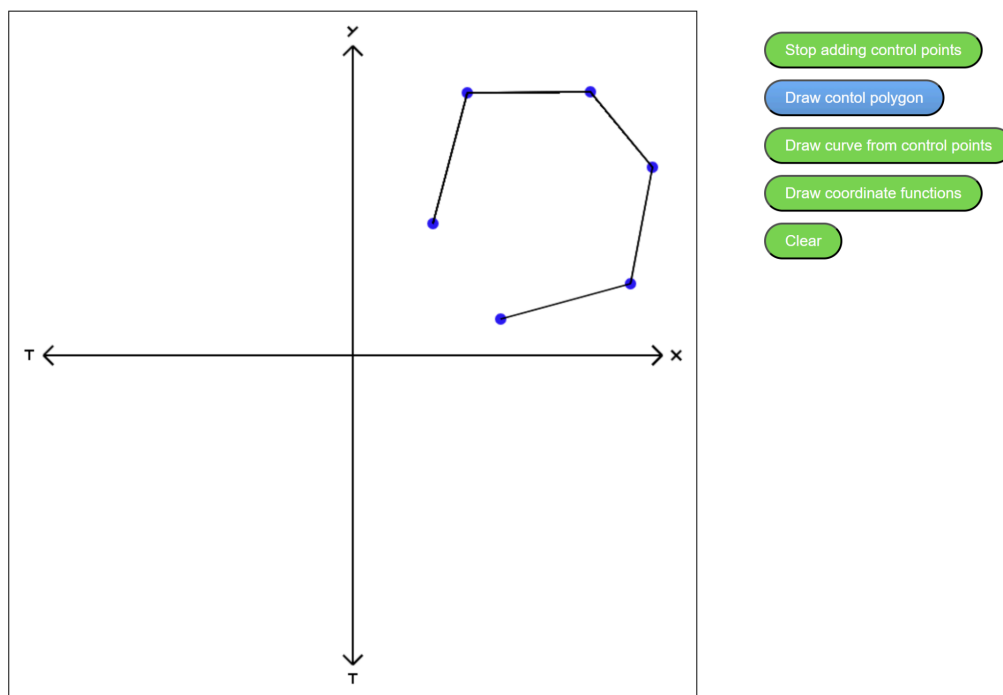 Y
Stop adding control points
Draw contol polygon
Draw curve from control points
Draw coordinate functions
Clear
T
X
T